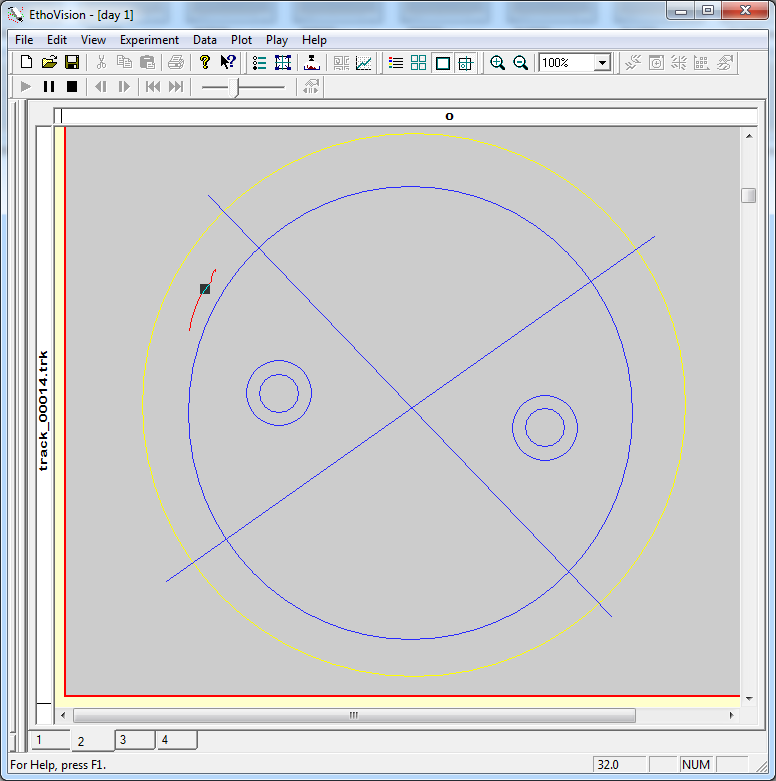 EthoVision - [day 1]
File Edit View Experiment Data Plot Play Help
100%
o
track_00014.trk
1 2 3 4
For Help, press F1.
32.0
NUM